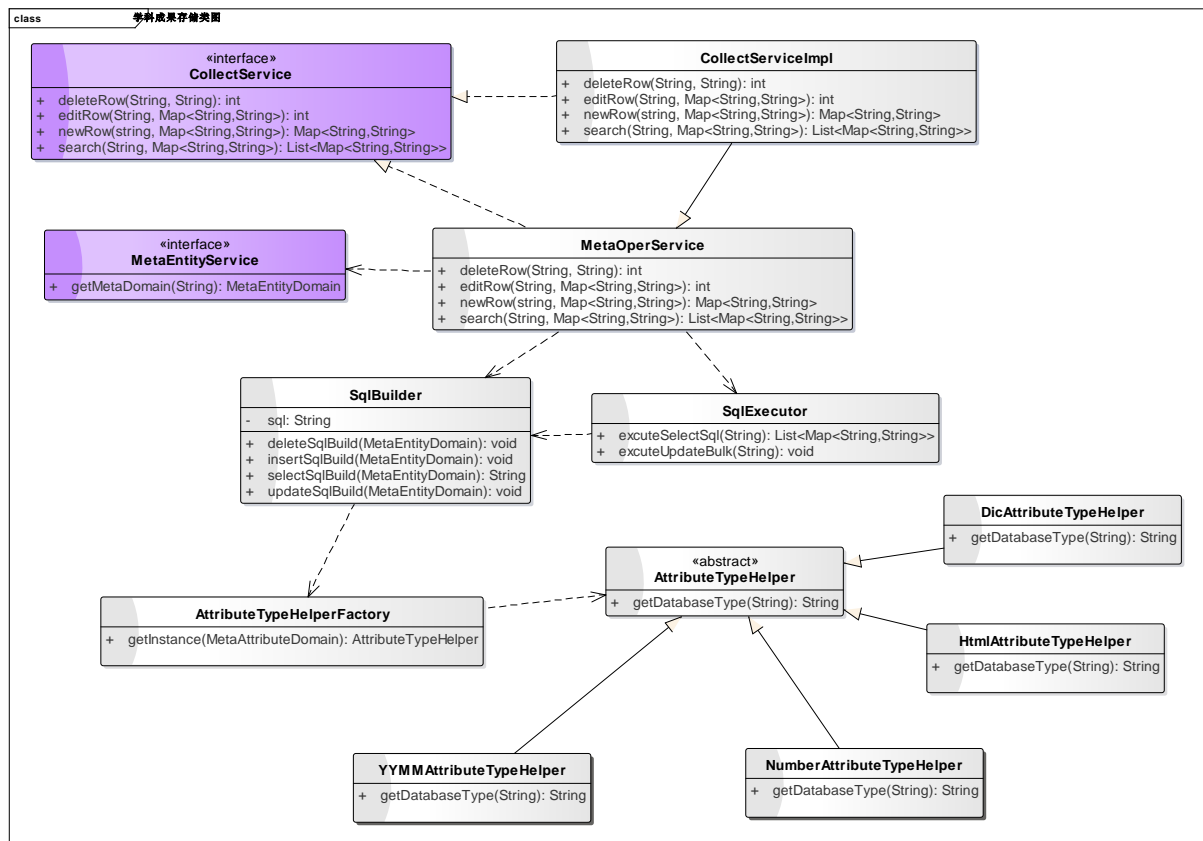 class 学科成果存储类图
«interface»
CollectService
+ deleteRow(String, String): int
+ editRow(String, Map<String,String>): int
+ newRow(string, Map<String,String>): Map<String,String>
+ search(String, Map<String,String>): List<Map<String,String>>
CollectServiceImpl
+ deleteRow(String, String): int
+ editRow(String, Map<String,String>): int
+ newRow(string, Map<String,String>): Map<String,String>
+ search(String, Map<String,String>): List<Map<String,String>>
«interface»
MetaEntityService
+ getMetaDomain(String): MetaEntityDomain
MetaOperService
+ deleteRow(String, String): int
+ editRow(String, Map<String,String>): int
+ newRow(string, Map<String,String>): Map<String,String>
+ search(String, Map<String,String>): List<Map<String,String>>
SqlBuilder
- sql: String
+ deleteSqlBuild(MetaEntityDomain): void
+ insertSqlBuild(MetaEntityDomain): void
+ selectSqlBuild(MetaEntityDomain): String
+ updateSqlBuild(MetaEntityDomain): void
SqlExecutor
+ excuteSelectSql(String): List<Map<String,String>>
+ excuteUpdateBulk(String): void
DicAttributeTypeHelper
+ getDatabaseType(String): String
«abstract»
AttributeTypeHelper
+ getDatabaseType(String): String
AttributeTypeHelperFactory
+ getInstance(MetaAttributeDomain): AttributeTypeHelper
HtmlAttributeTypeHelper
+ getDatabaseType(String): String
YYMMAttributeTypeHelper
+ getDatabaseType(String): String
NumberAttributeTypeHelper
+ getDatabaseType(String): String